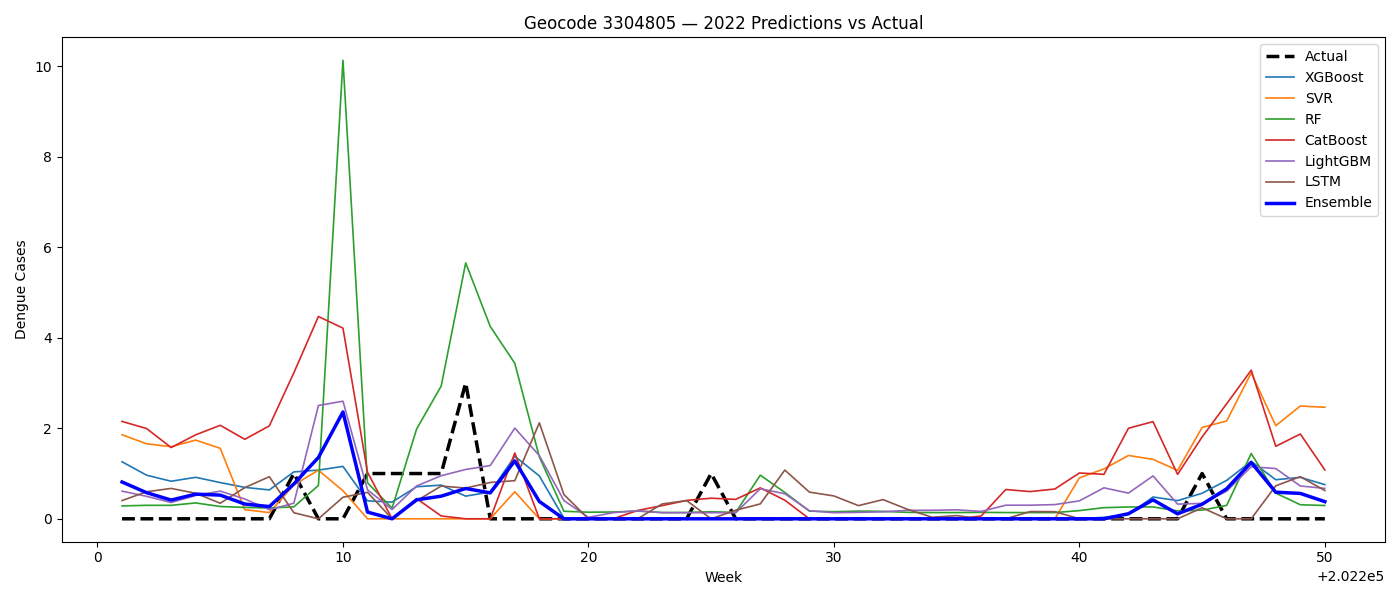 Geocode 3304805 — 2022 Predictions vs Actual
Dengue Cases
10
8
6
4
2
0
Actual
XGBoost
SVR
RF
CatBoost
LightGBM
LSTM
Ensemble
0 10 20 30 40 50
Week
+2.022e5